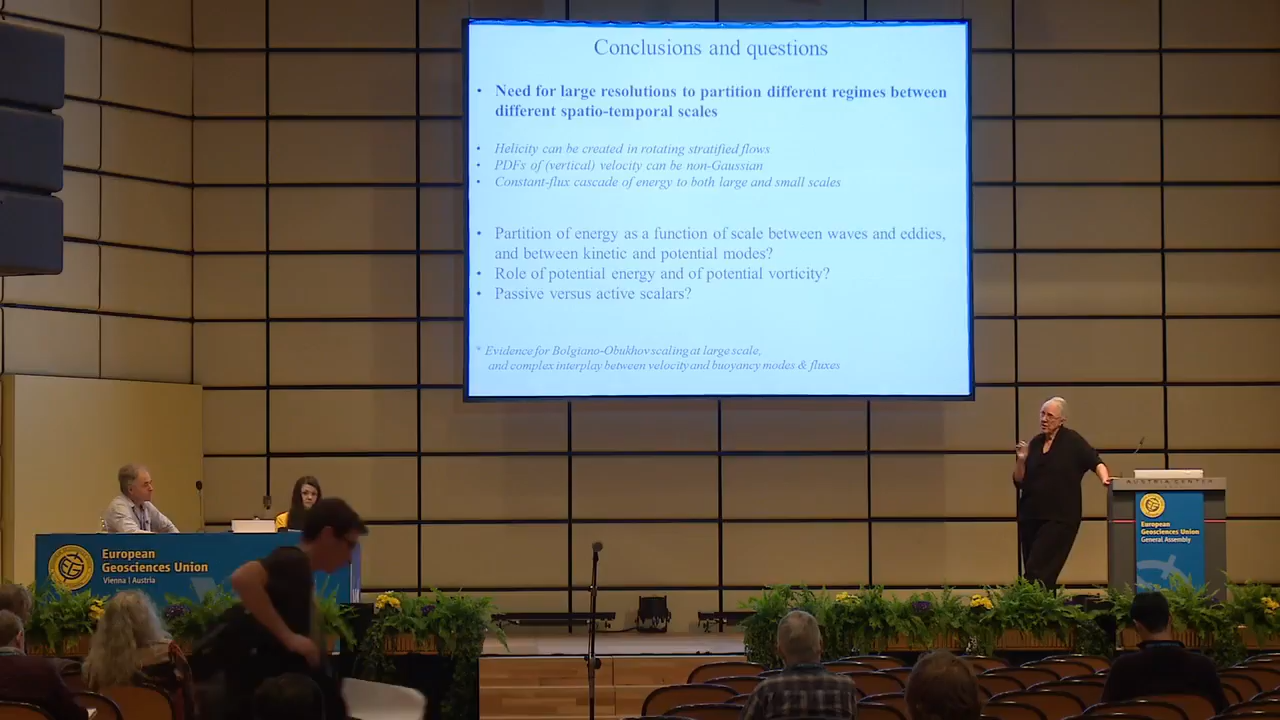 Conclusions and questions
• Need for large resolutions to partition different regimes between
different spatio-temporal scales
• Helicity can be created in rotating stratified flows
• PDFs of (vertical) velocity can be non-Gaussian
• Constant-flux cascade of energy to both large and small scales
• Partition of energy as a function of scale between waves and eddies,
and between kinetic and potential modes?
• Role of potential energy and of potential vorticity?
• Passive versus active scalars?
* Evidence for Bolgiano-Obukhov scaling at large scale,
and complex interplay between velocity and buoyancy modes & fluxes
AUSTRIA CENTER
European
Geosciences Union
General Assembly
European
Geosciences Union
Vienna | Austria